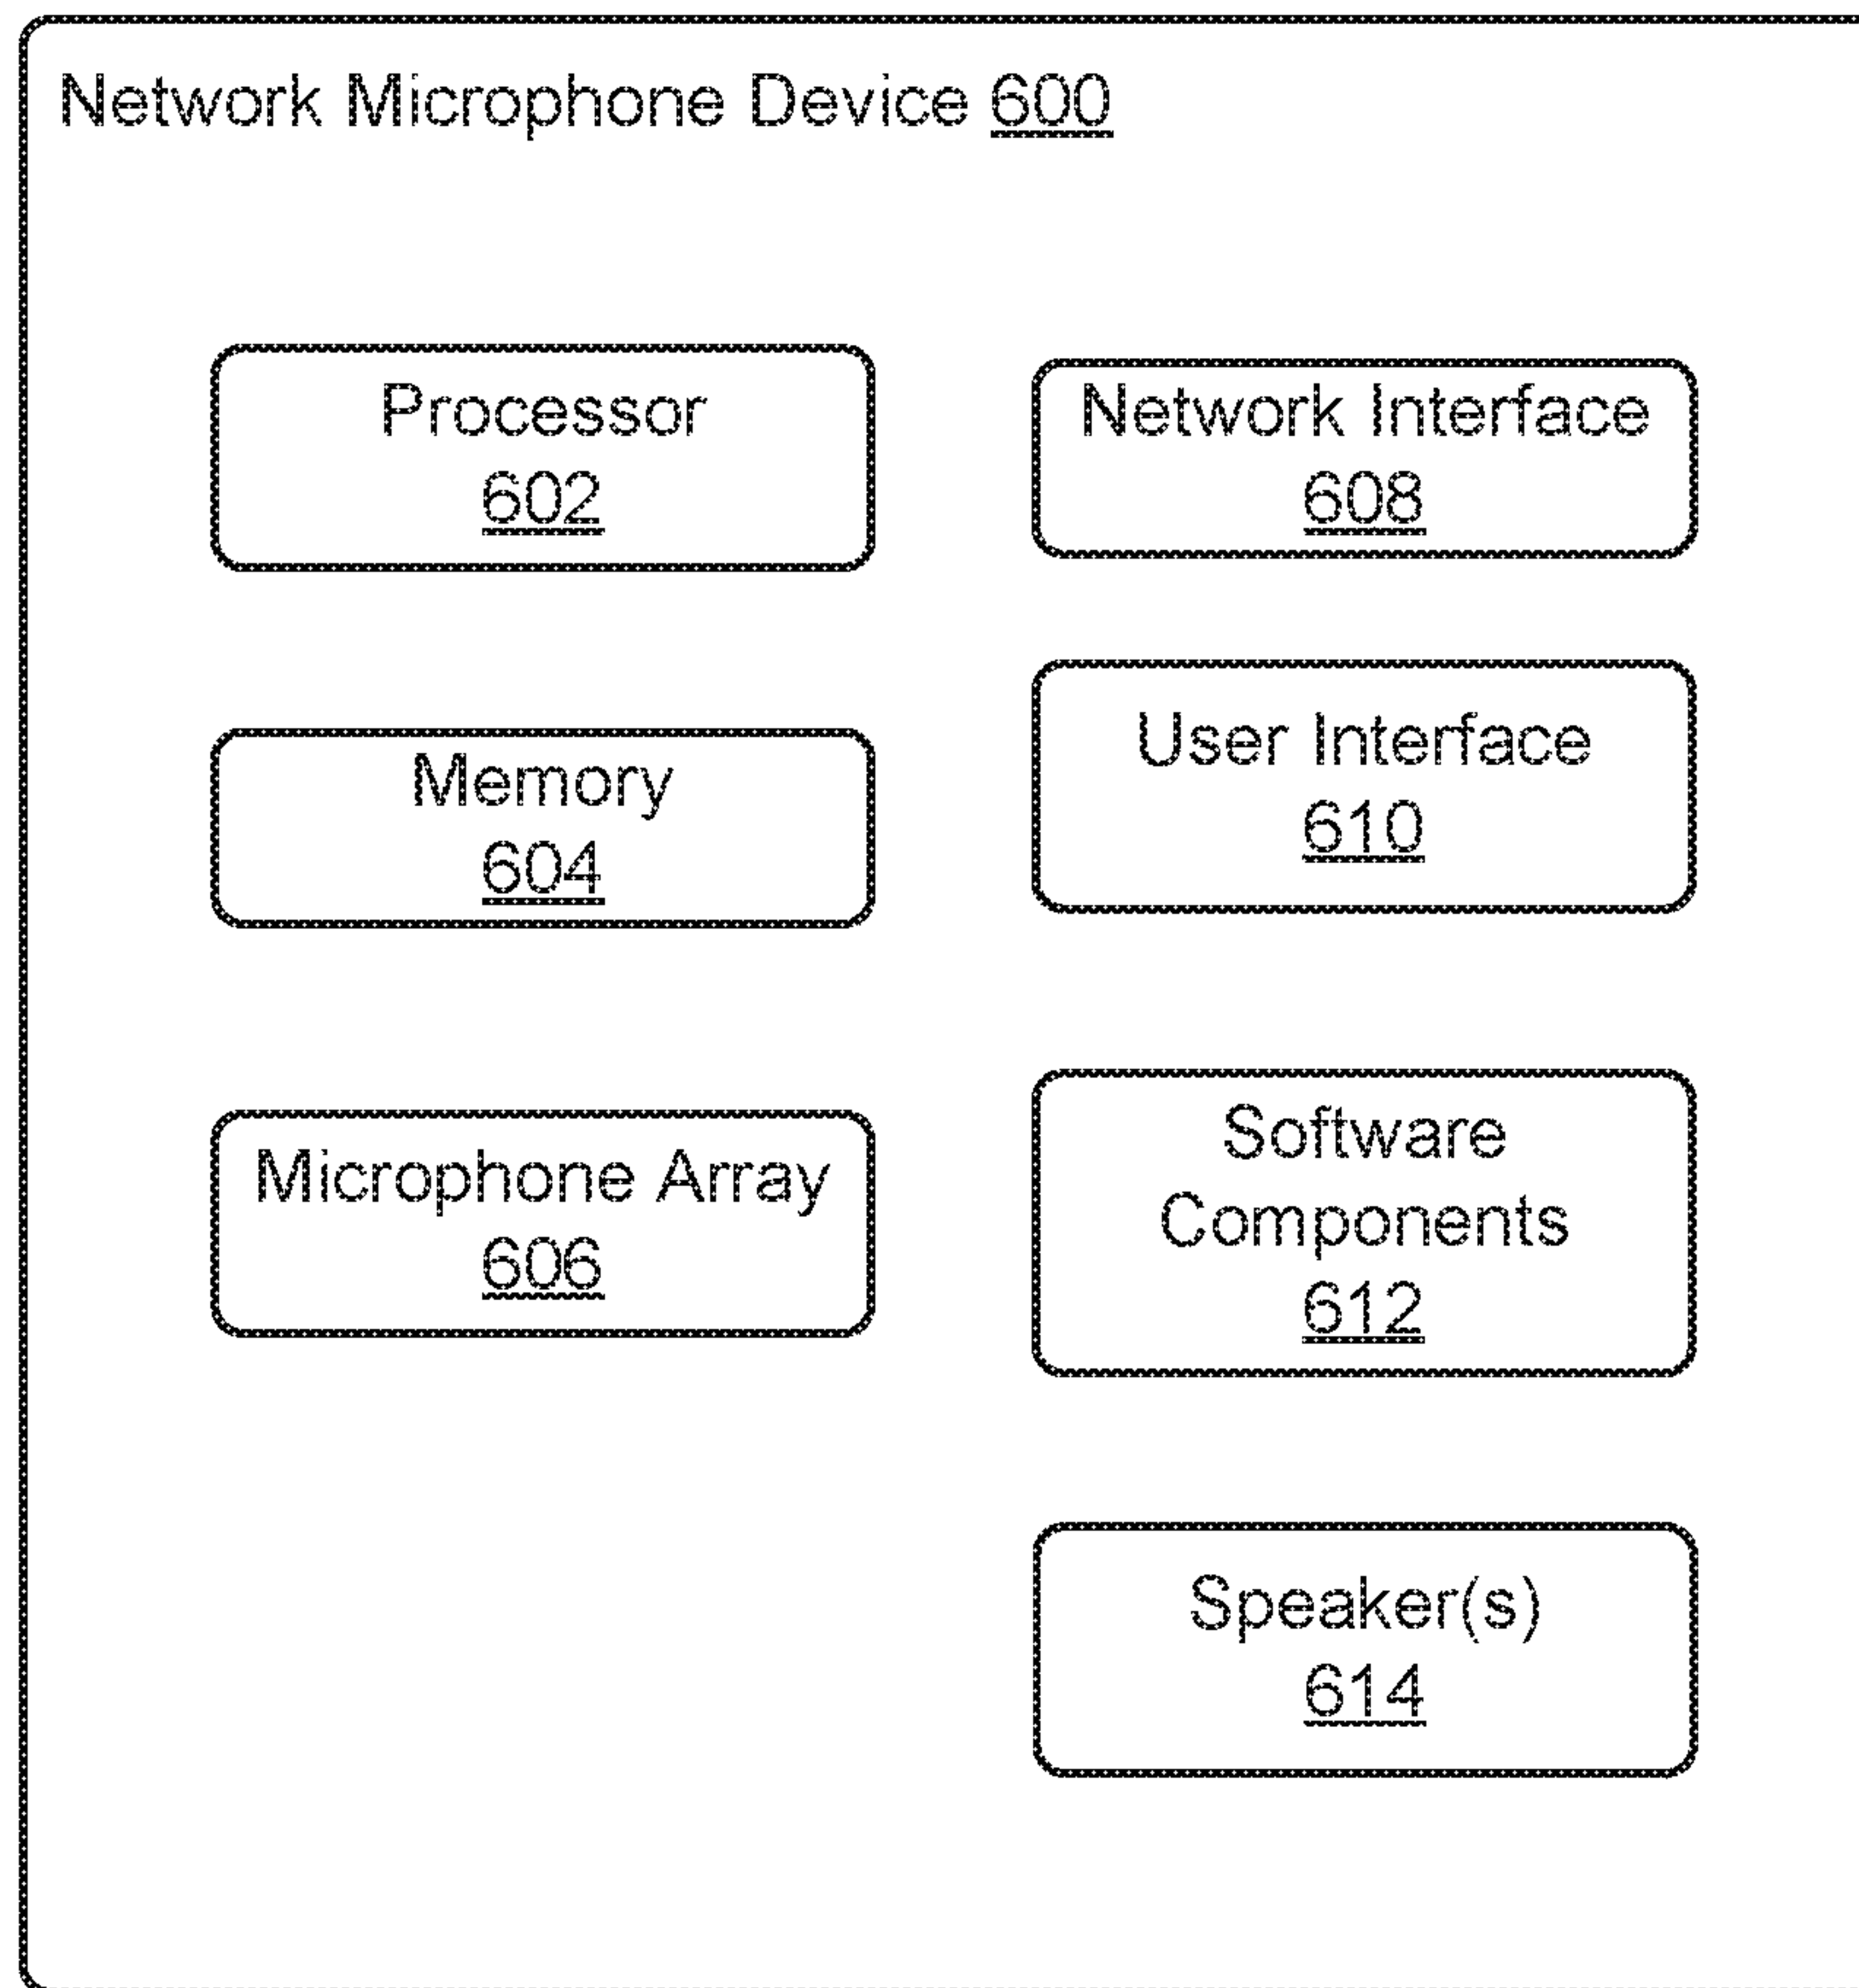 Network Microphone Device 600
Processor
602
Memory
604
Microphone Array
606
Network Interface
608
User Interface
610
Software
Components
612
Speaker(s)
614